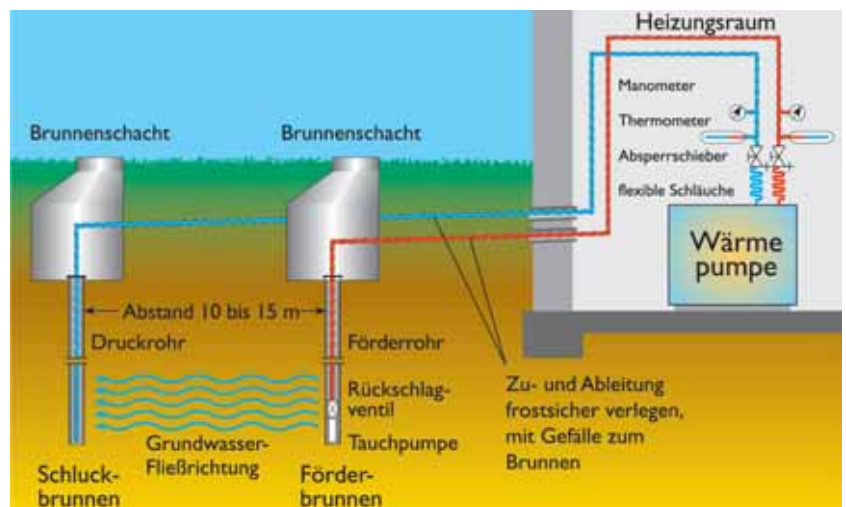 Heizungsraum
Manometer
Thermometer
Absperrschieber
flexible Schläuche
Brunnenschacht
Brunnenschacht
Wärme
pumpe
Abstand 10 bis 15 m
Druckrohr
Förderrohr
Rückschlag-
ventil
Tauchpumpe
Grundwasser-
Fließrichtung
Zu- und Ableitung
frostsicher verlegen,
mit Gefälle zum
Brunnen
Schluck-
brunnen
Förder-
brunnen